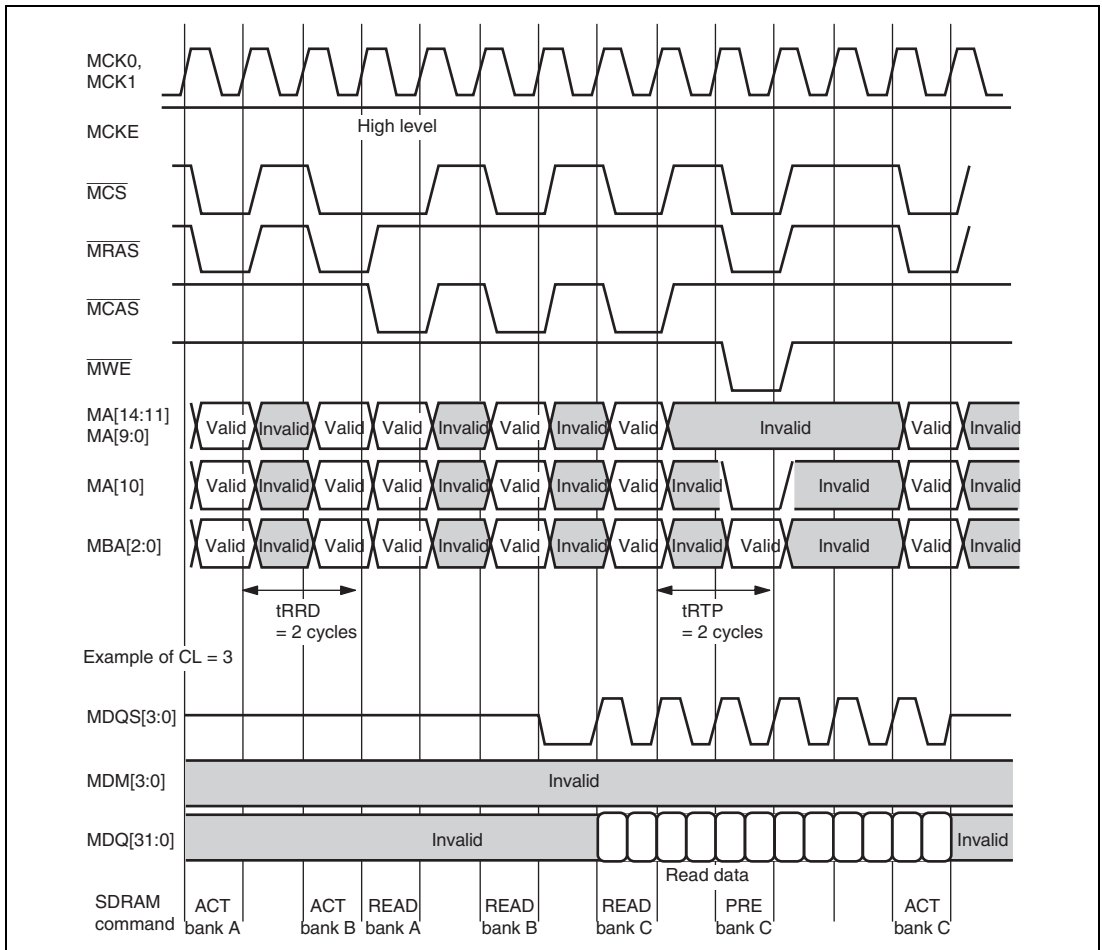 MCK0,
MCK1
MCKE
High level
MCS
MRAS
MCAS
MWE
MA[14:11]
MA[9:0]
Valid Invalid Valid Valid Invalid Valid Invalid Valid Invalid Valid Invalid
MA[10]
Valid Invalid Valid Valid Invalid Valid Invalid Valid Invalid Invalid Valid Invalid
MBA[2:0]
Valid Invalid Valid Valid Invalid Valid Invalid Valid Invalid Valid Invalid Valid Invalid
tRRD
= 2 cycles
tRTP
= 2 cycles
Example of CL = 3
MDQS[3:0]
MDM[3:0]
Invalid
MDQ[31:0]
Invalid
Invalid
Read data
SDRAM
command
ACT
bank A
ACT
bank B
READ
bank A
READ
bank B
READ
bank C
PRE
bank C
ACT
bank C